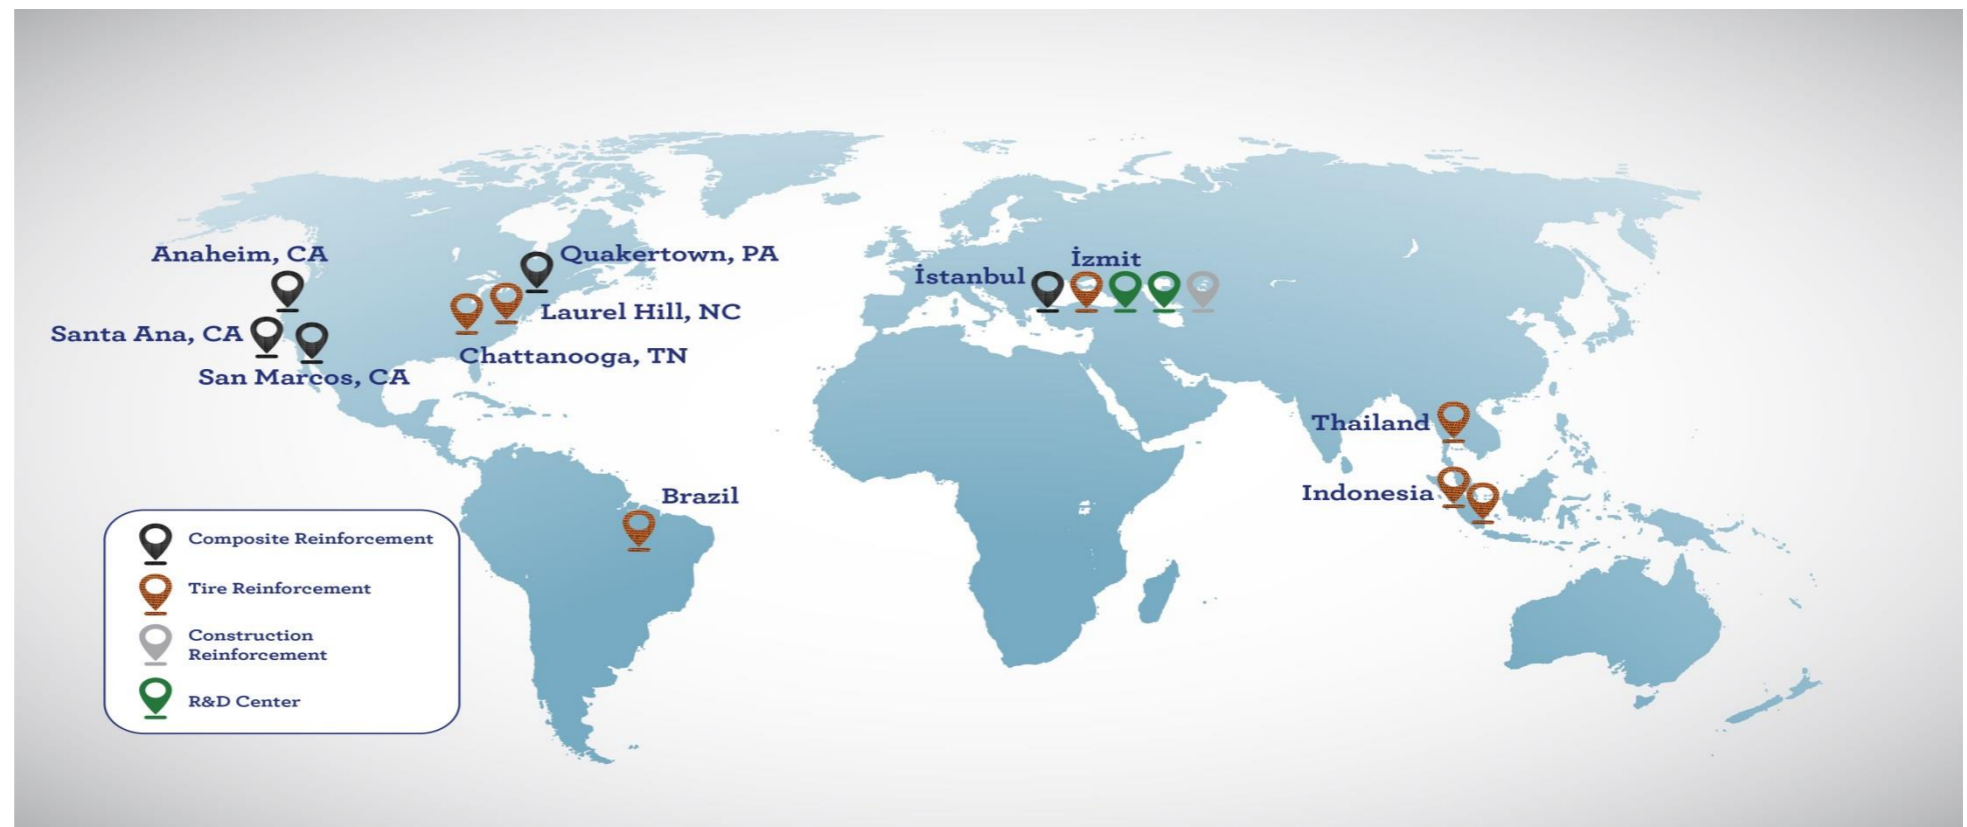 Anaheim, CA
Quakertown, PA
Santa Ana, CA
Laurel Hill, NC
San Marcos, CA
Chattanooga, TN
İstanbul
İzmit
Thailand
Indonesia
Brazil
Composite Reinforcement
Tire Reinforcement
Construction
Reinforcement
R&D Center